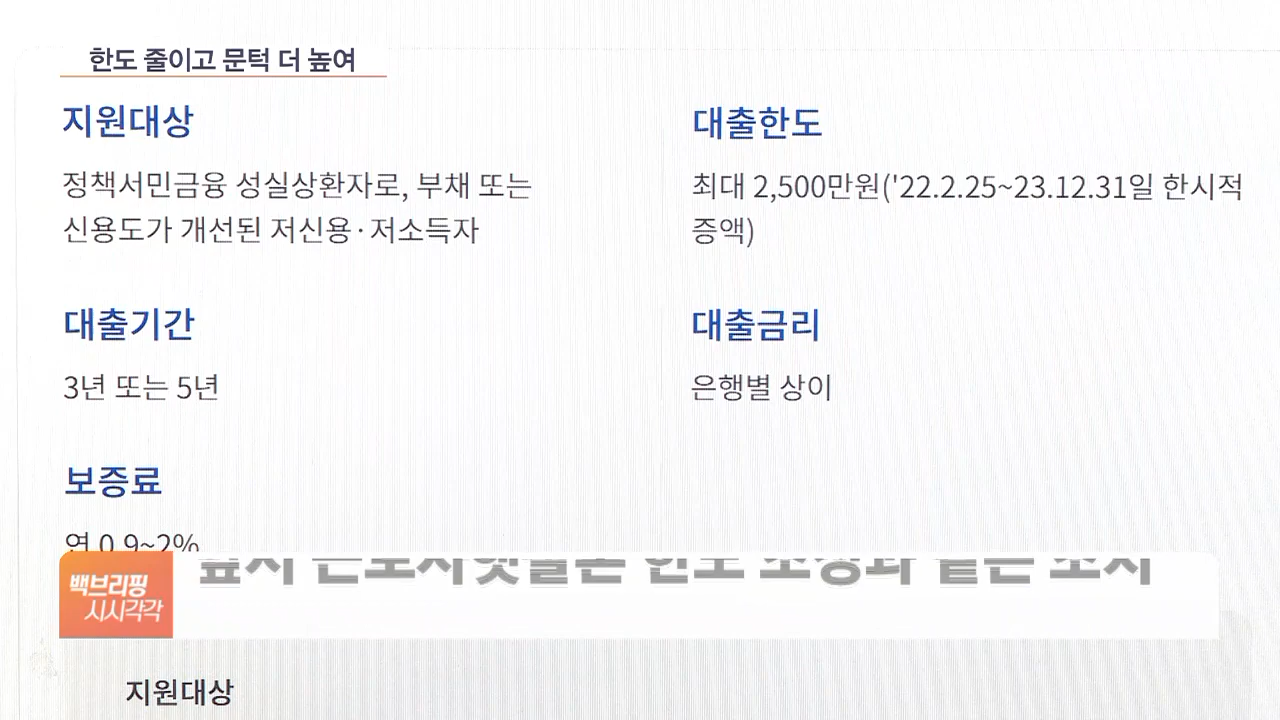 한도 줄이고 문턱 더 높여
지원대상
정책서민금융 성실상환자로, 부채 또는
신용도가 개선된 저신용·저소득자
대출한도
최대 2,500만원('22.2.25~23.12.31일 한시적
증액)
대출기간
3년 또는 5년
대출금리
은행별 상이
보증료
연 0.9~2%
백브리핑
시시각각
지원대상